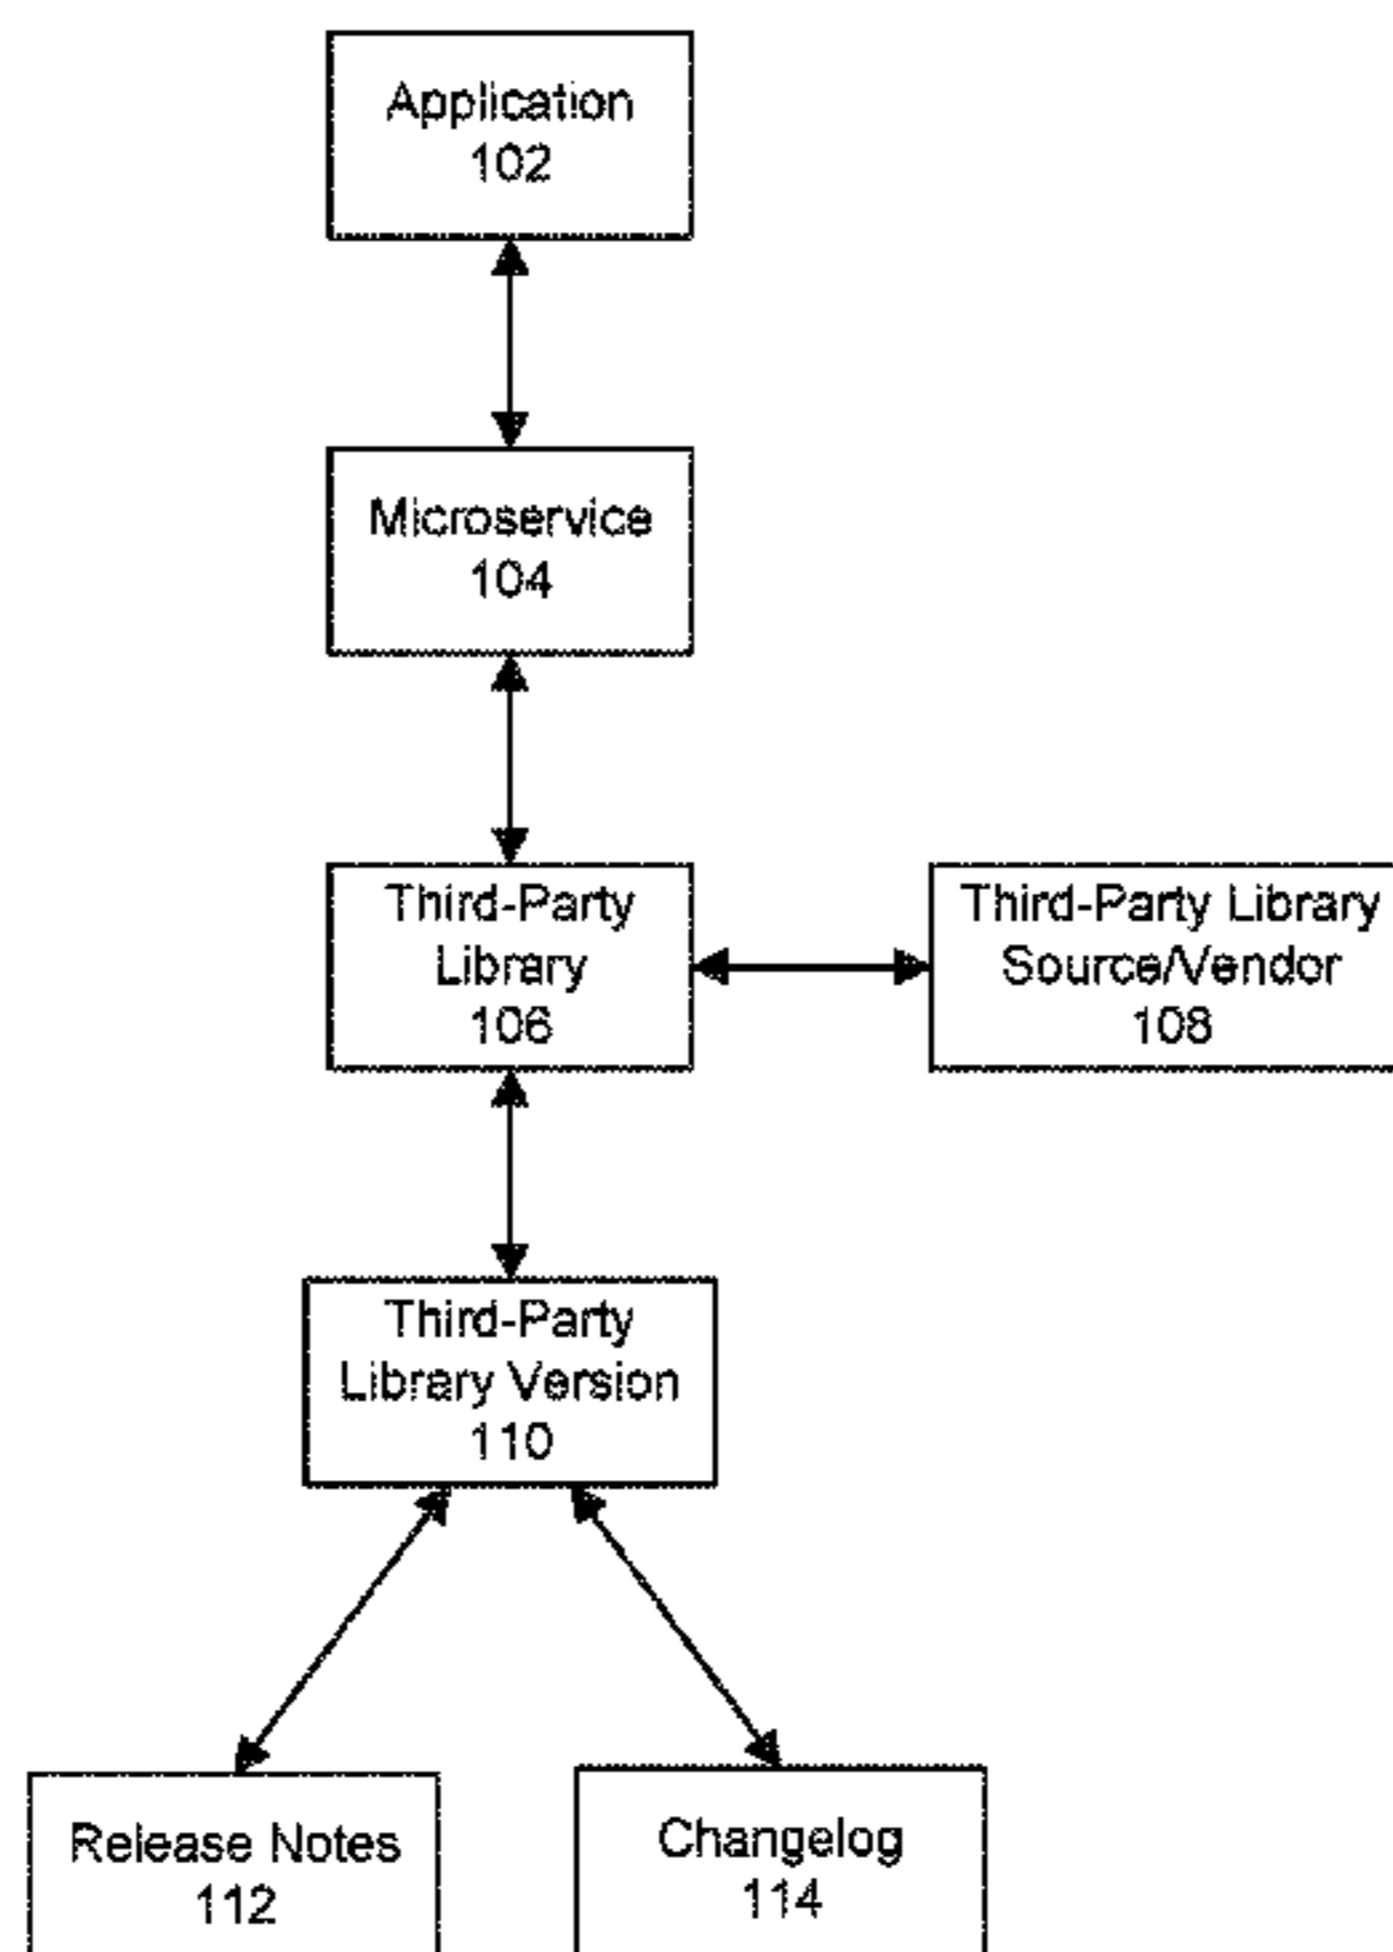 Application
102
Microservice
104
Third-Party
Library
106
Third-Party Library
Source/Vendor
108
Third-Party
Library Version
110
Release Notes
112
Changelog
114